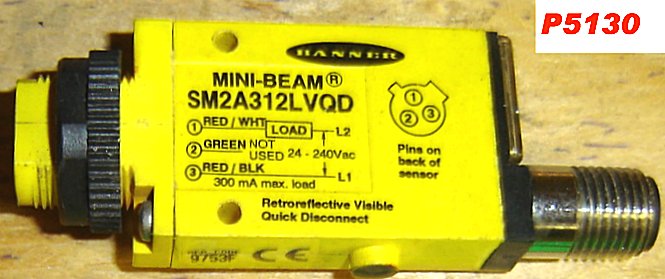 P5130
BANNER
MINI-BEAM®
SM2A312LVQD
1 RED / WHT LOAD L2
2 GREEN NOT USED 24 - 240Vac
3 RED / BLK L1
300 mA max. load
1
2 3
Pins on
back of
sensor
Retroreflective Visible
Quick Disconnect
9753F CE